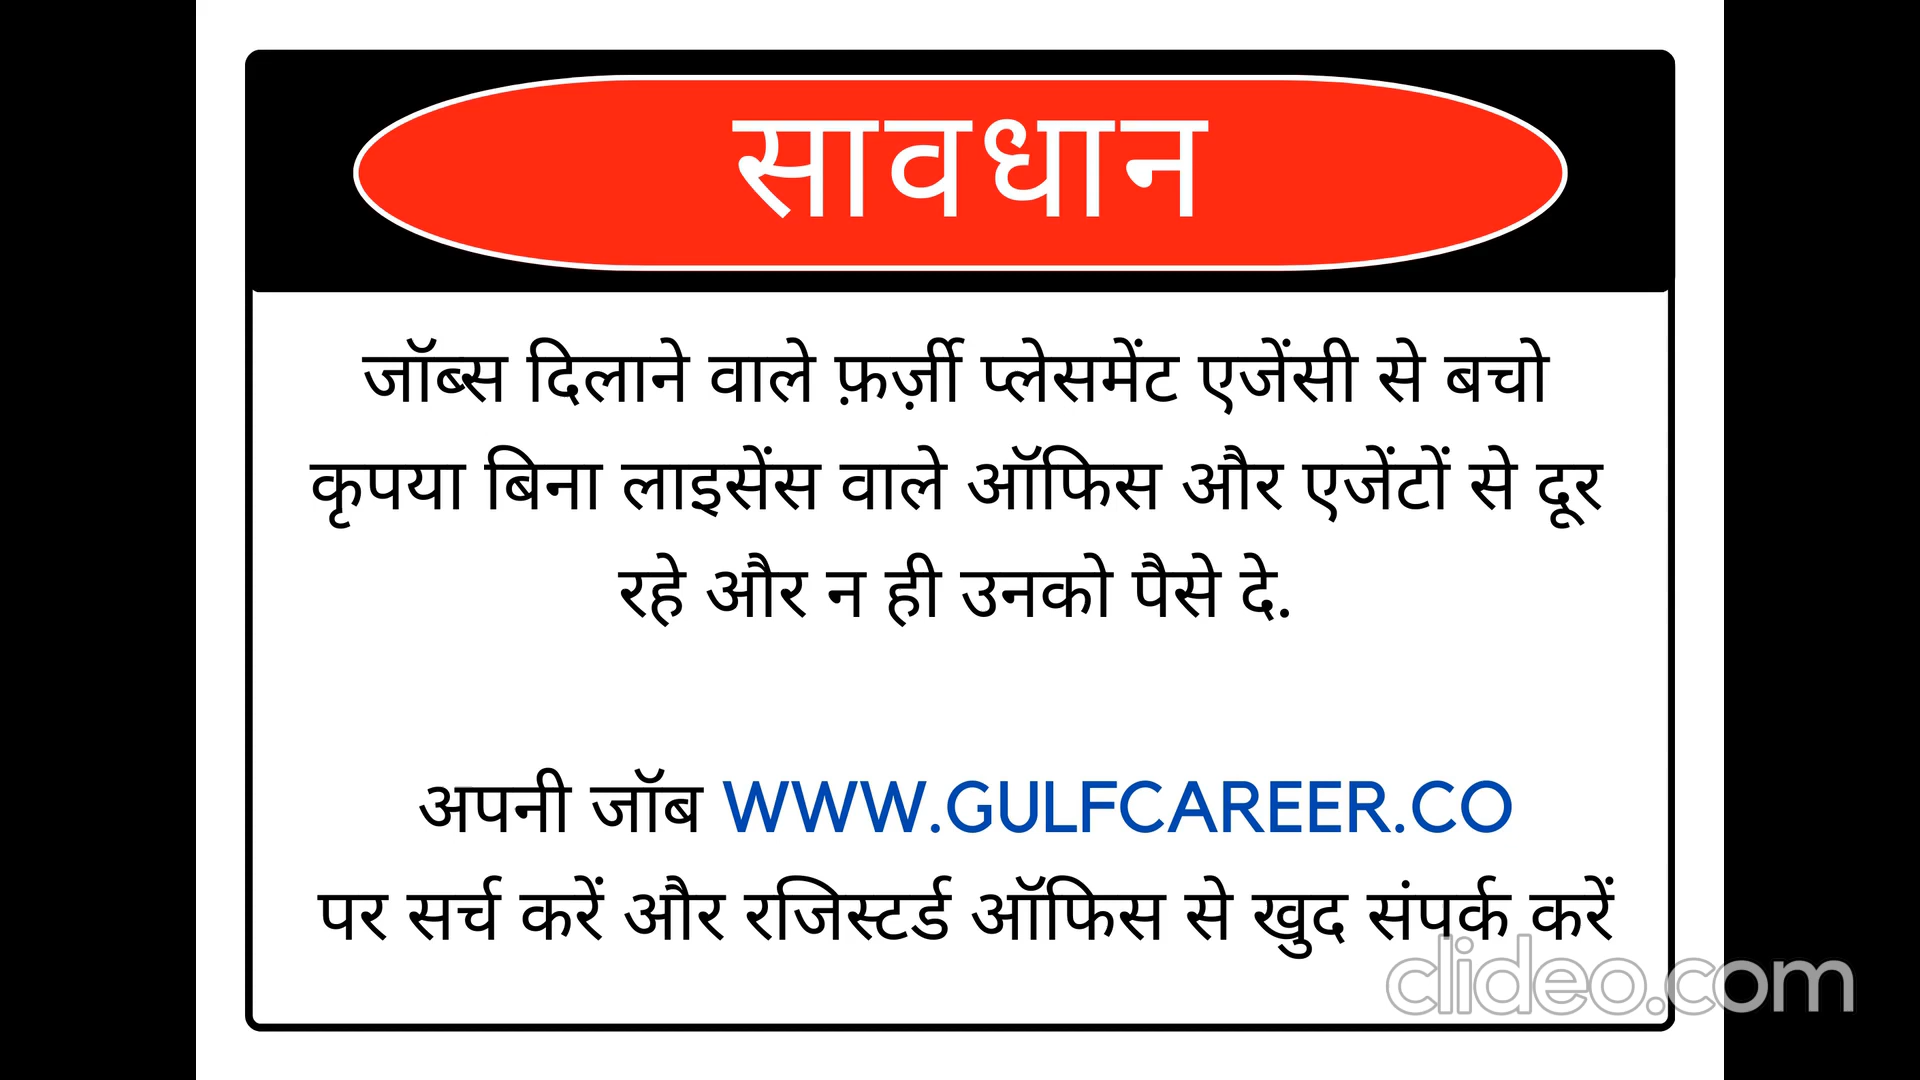 सावधान
जॉब्स दिलाने वाले फ़र्ज़ी प्लेसमेंट एजेंसी से बचो
कृपया बिना लाइसेंस वाले ऑफिस और एजेंटों से दूर
रहे और न ही उनको पैसे दे.
अपनी जॉब WWW.GULFCAREER.CO
पर सर्च करें और रजिस्टर्ड ऑफिस से खुद संपर्क करें
clideo.com